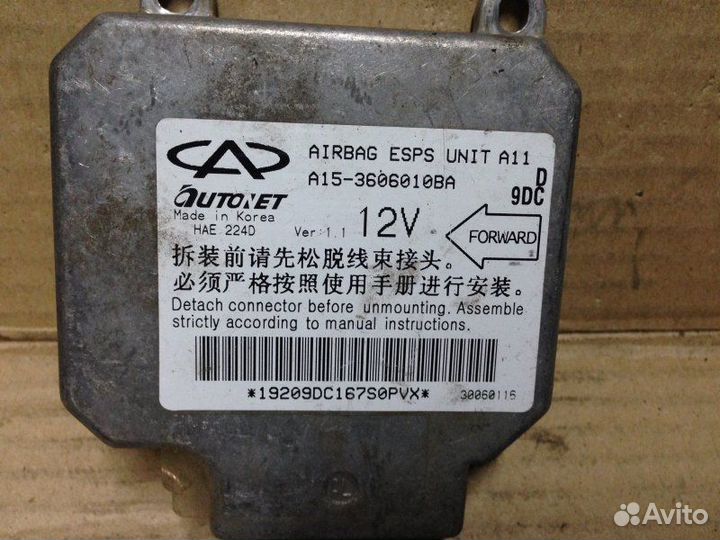 AIRBAG ESPS UNIT A11
A15-3606010BA
D
9DC
AUTONET
Made in Korea
HAE 224D
Ver: 1.1
12V
FORWARD
拆装前请先松脱线束接头。
必须严格按照使用手册进行安装。
Detach connector before unmounting. Assemble
strictly according to manual instructions.
*19209DC167S0PVX*
30060116
Avito